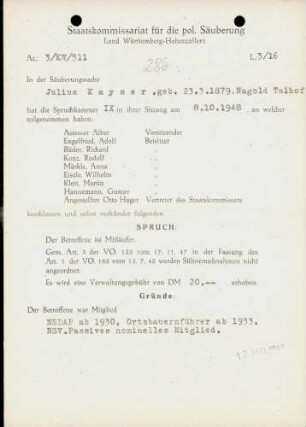 Staatskommissariat für die pol. Säuberung
Land Württemberg-Hohenzollern
Az: 3/KW/311
L.3/16
286
In der Säuberungssache
Julius Kayser, geb. 23.3.1879.Nagold Talhof
hat die Spruchkammer IX in ihrer Sitzung am 8.10.1948 , an welcher
teilgenommen haben:
Assessor Alber Vorsitzender
Engelfried, Adolf Beisitzer
Bäder, Richard
Konz, Rudolf
Märkle, Anna
Eisele, Wilhelm
Klett, Martin
Hannemann, Gustav
Angestellter Otto Hager Vertreter des Staatskommissars
beschlossen und sofort verkündet folgenden
SPRUCH:
Der Betroffene ist Mitläufer.
Gem. Art. 3 der VO. 133 vom 17. 11. 47 in der Fassung des
Art. 1 der VO. 165 vom 13. 7. 48 werden Sühnemaßnahmen nicht
angeordnet.
Es wird eine Verwaltungsgebühr von DM 20,-- erhoben.
Gründe:
Der Betroffene war Mitglied
NSDAP ab 1930, Ortsbauernführer ab 1933.
NSV.Passives nominelles Mitglied.